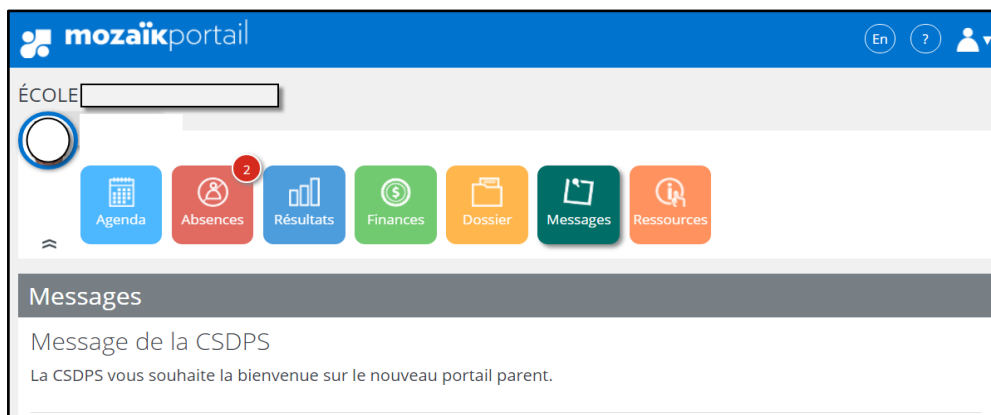 mozaïkportail
En ?
ÉCOLE
2
Agenda Absences Résultats Finances Dossier Messages Ressources
Messages
Message de la CSDPS
La CSDPS vous souhaite la bienvenue sur le nouveau portail parent.